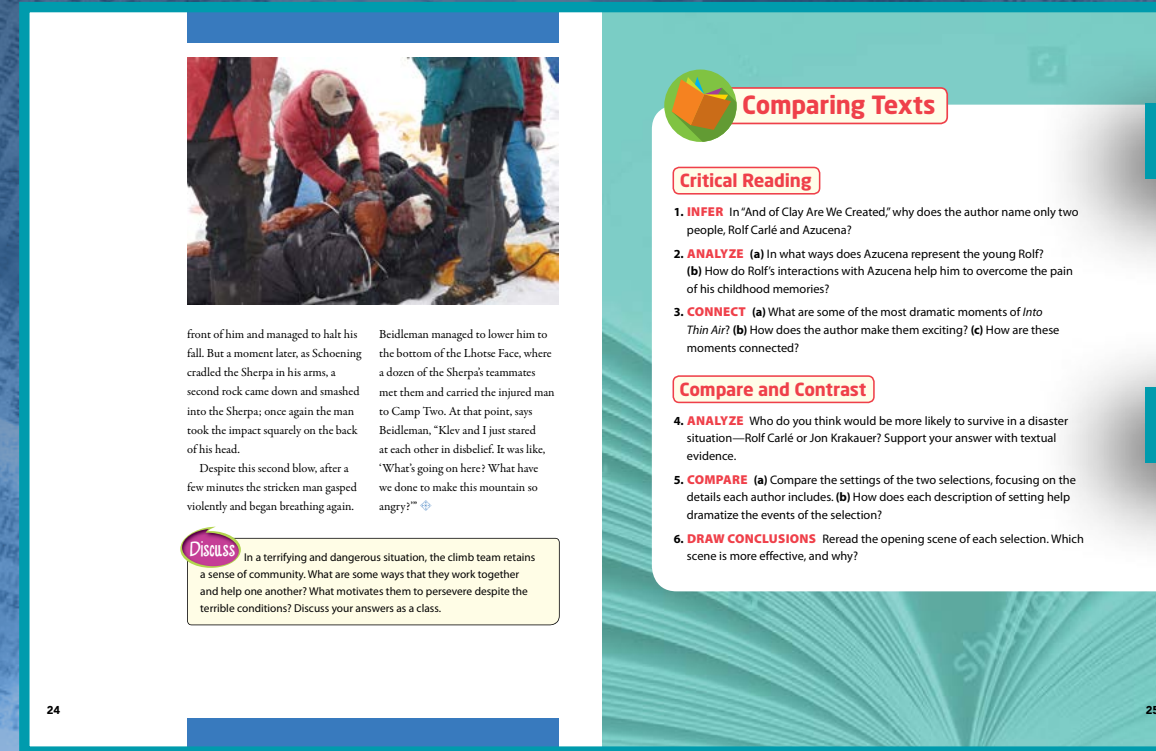 front of him and managed to halt his
fall. But a moment later, as Schoening
cradled the Sherpa in his arms, a
second rock came down and smashed
into the Sherpa; once again the man
took the impact squarely on the back
of his head.
Despite this second blow, after a
few minutes the stricken man gasped
violently and began breathing again.
Beidleman managed to lower him to
the bottom of the Lhotse Face, where
a dozen of the Sherpa's teammates
met them and carried the injured man
to Camp Two. At that point, says
Beidleman, “Klev and I just stared
at each other in disbelief. It was like,
‘What's going on here? What have
we done to make this mountain so
angry?’”
Discuss In a terrifying and dangerous situation, the climb team retains
a sense of community. What are some ways that they work together
and help one another? What motivates them to persevere despite the
terrible conditions? Discuss your answers as a class.
24
Comparing Texts
Critical Reading
1. INFER In “And of Clay Are We Created,” why does the author name only two
people, Rolf Carlé and Azucena?
2. ANALYZE (a) In what ways does Azucena represent the young Rolf?
(b) How do Rolf's interactions with Azucena help him to overcome the pain
of his childhood memories?
3. CONNECT (a) What are some of the most dramatic moments of Into
Thin Air? (b) How does the author make them exciting? (c) How are these
moments connected?
Compare and Contrast
4. ANALYZE Who do you think would be more likely to survive in a disaster
situation—Rolf Carlé or Jon Krakauer? Support your answer with textual
evidence.
5. COMPARE (a) Compare the settings of the two selections, focusing on the
details each author includes. (b) How does each description of setting help
dramatize the events of the selection?
6. DRAW CONCLUSIONS Reread the opening scene of each selection. Which
scene is more effective, and why?
25